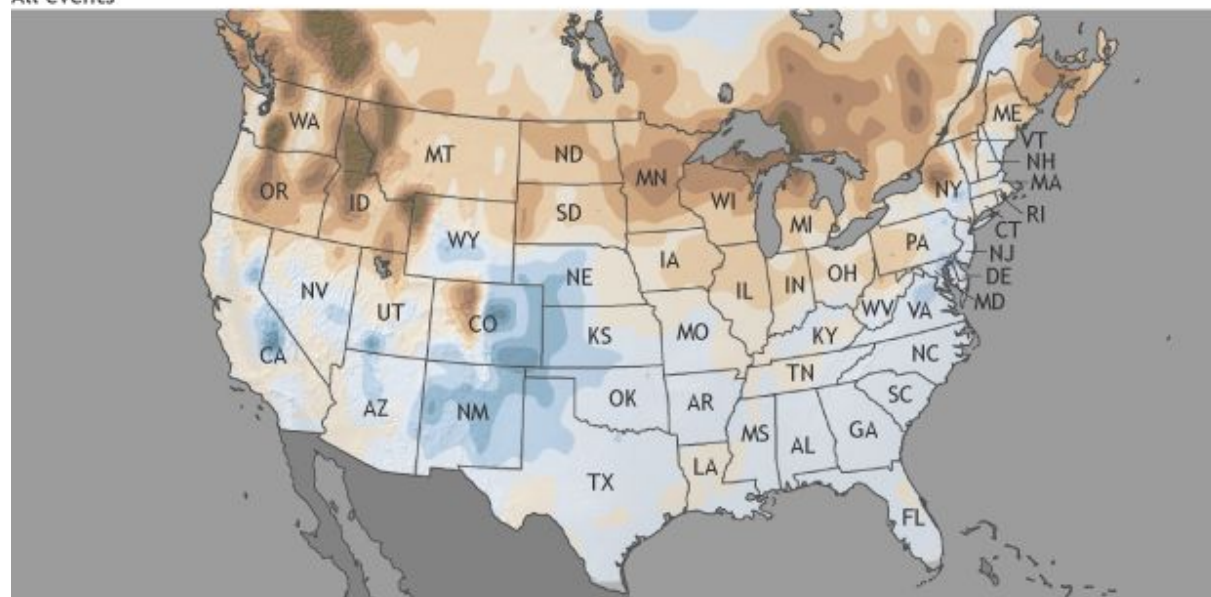 All events
WA
MT
ND
MN
ME
VT
NH
MA
RI
CT
NY
OR
ID
SD
WI
MI
WY
PA
NJ
DE
MD
NV
UT
CO
NE
IA
IL
IN
OH
WV
VA
KS
MO
KY
CA
AZ
NM
OK
AR
TN
NC
SC
TX
LA
MS
AL
GA
FL